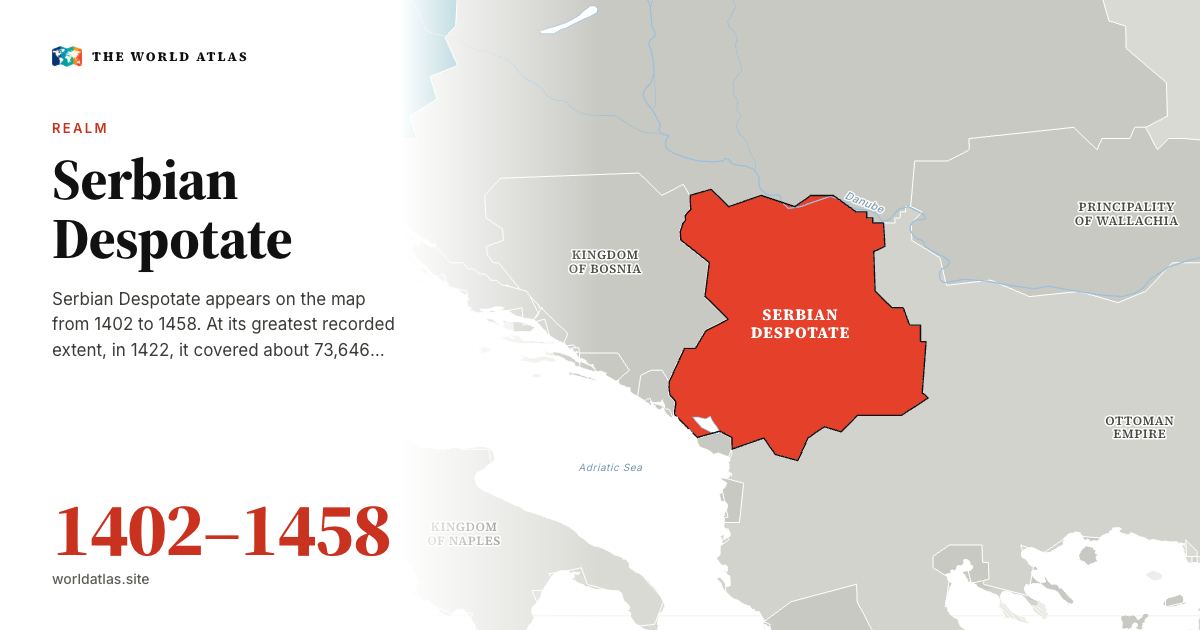 THE WORLD ATLAS
REALM
Serbian
Despotate
Serbian Despotate appears on the map
from 1402 to 1458. At its greatest recorded
extent, in 1422, it covered about 73,646...
1402–1458
worldatlas.site
Danube
PRINCIPALITY
OF WALLACHIA
KINGDOM
OF BOSNIA
SERBIAN
DESPOTATE
OTTOMAN
EMPIRE
Adriatic Sea
KINGDOM
OF NAPLES